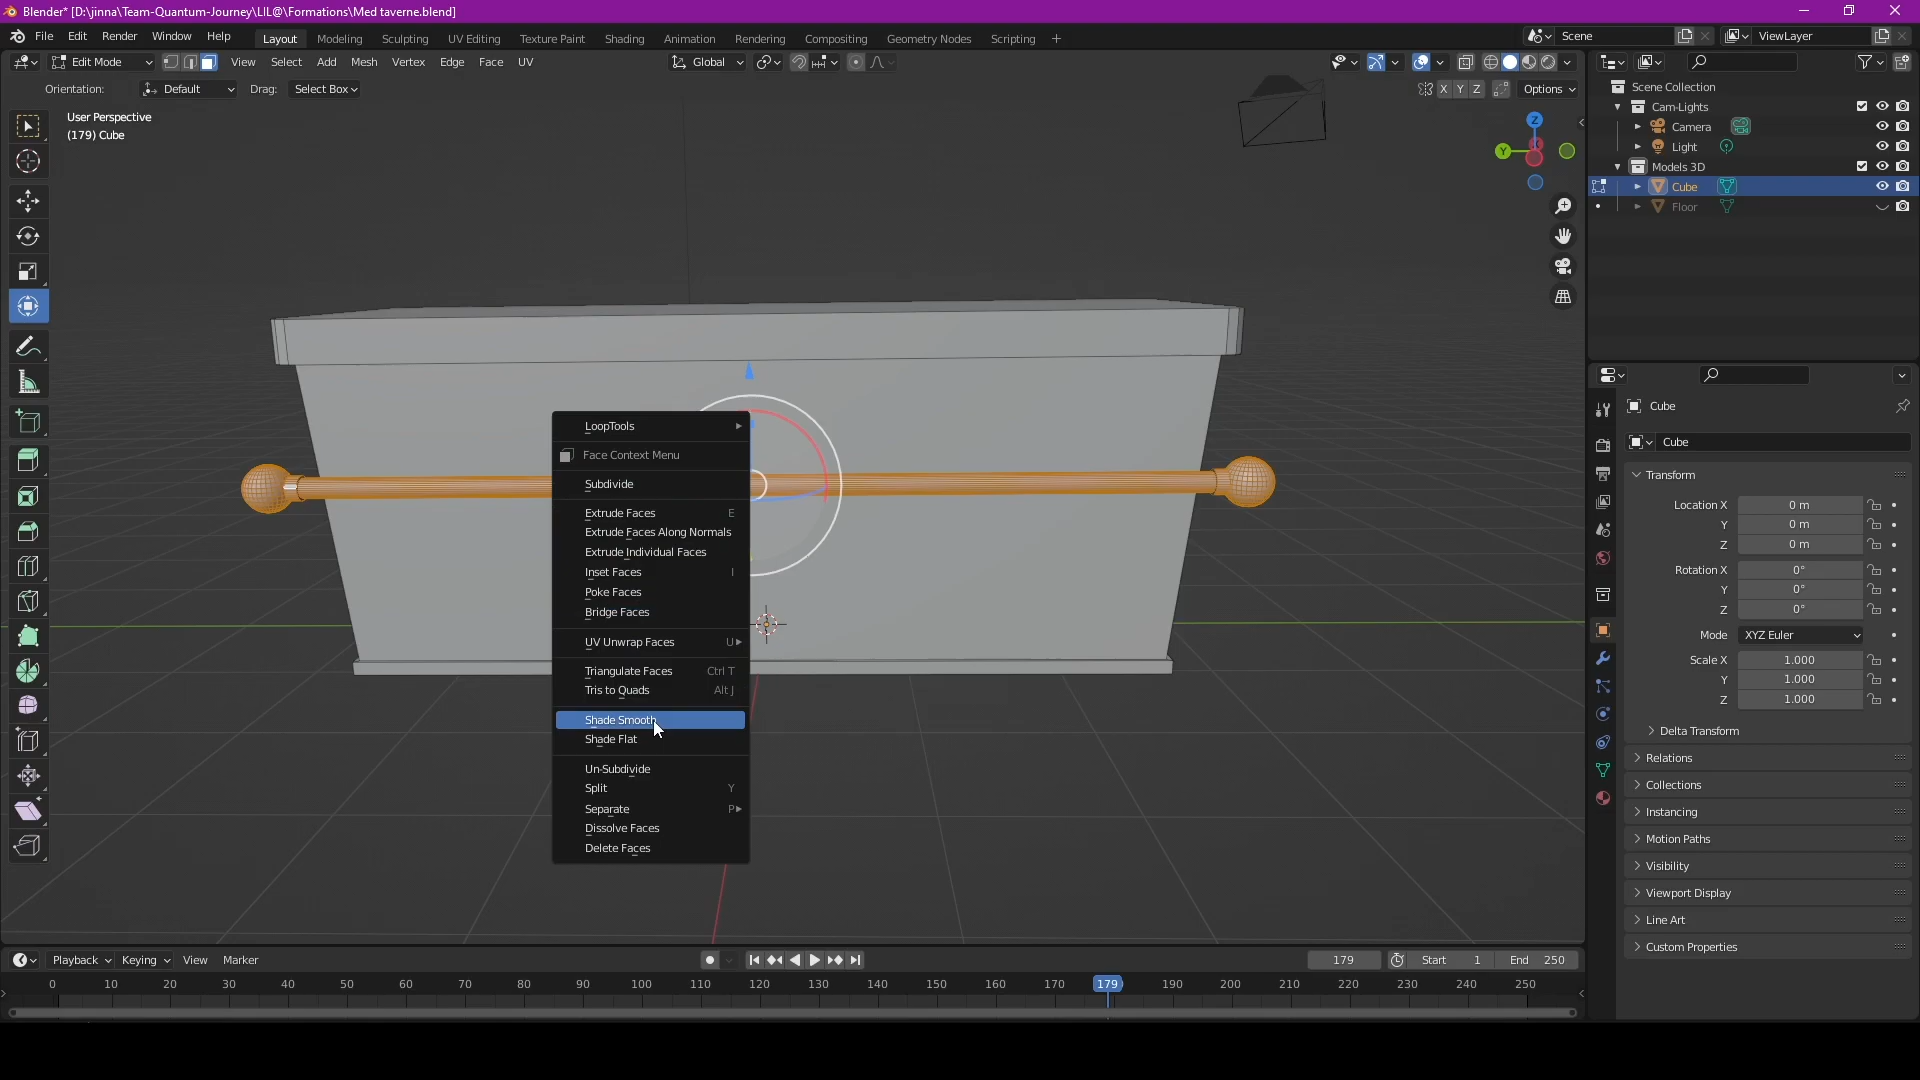 Blender* [D:\jinna\Team-Quantum-Journey\LIL@\Formations\Med taverne.blend]
File Edit Render Window Help Layout Modeling Sculpting UV Editing Texture Paint Shading Animation Rendering Compositing Geometry Nodes Scripting + Scene ViewLayer
Edit Mode View Select Add Mesh Vertex Edge Face UV Global
Orientation: Default Drag: Select Box X Y Z Options
User Perspective
(179) Cube
Z
Y
X
Scene Collection
Cam-Lights
Camera
Light
Models 3D
Cube
Floor
LoopTools
Face Context Menu
Subdivide
Extrude Faces E
Extrude Faces Along Normals
Extrude Individual Faces
Inset Faces I
Poke Faces
Bridge Faces
UV Unwrap Faces U
Triangulate Faces Ctrl T
Tris to Quads Alt J
Shade Smooth
Shade Flat
Un-Subdivide
Split Y
Separate P
Dissolve Faces
Delete Faces
Cube
Cube
Transform
Location X 0 m
Y 0 m
Z 0 m
Rotation X 0°
Y 0°
Z 0°
Mode XYZ Euler
Scale X 1.000
Y 1.000
Z 1.000
Delta Transform
Relations
Collections
Instancing
Motion Paths
Visibility
Viewport Display
Line Art
Custom Properties
Playback Keying View Marker 179 Start 1 End 250
0 10 20 30 40 50 60 70 80 90 100 110 120 130 140 150 160 170 179 190 200 210 220 230 240 250